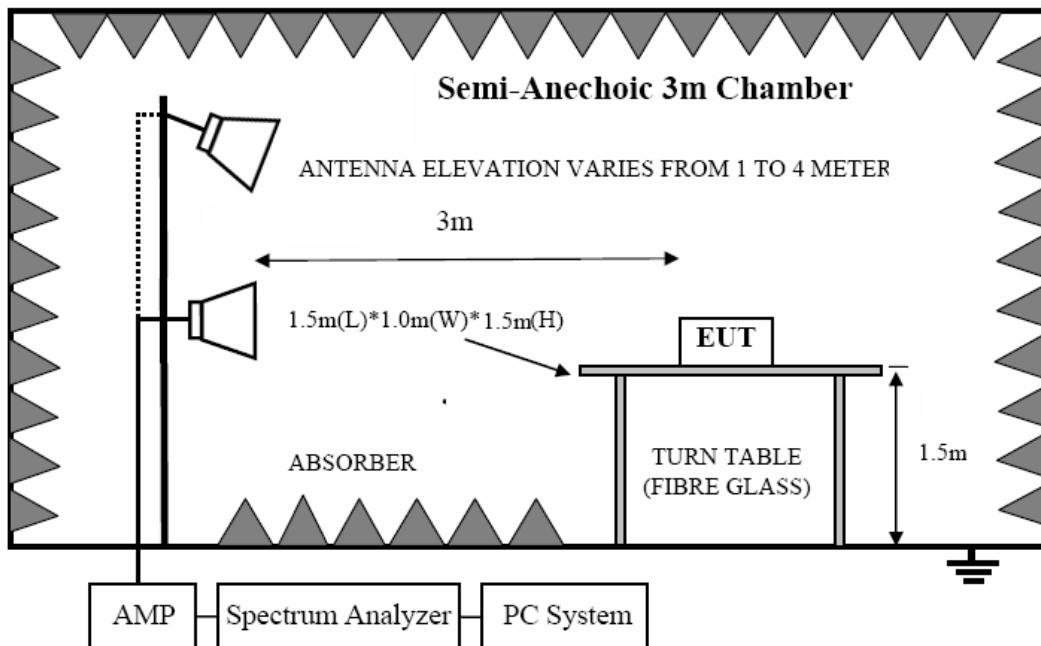 Semi-Anechoic 3m Chamber
ANTENNA ELEVATION VARIES FROM 1 TO 4 METER
3m
1.5m(L)*1.0m(W)*1.5m(H)
EUT
ABSORBER
TURN TABLE
(FIBRE GLASS)
1.5m
AMP
Spectrum Analyzer
PC System